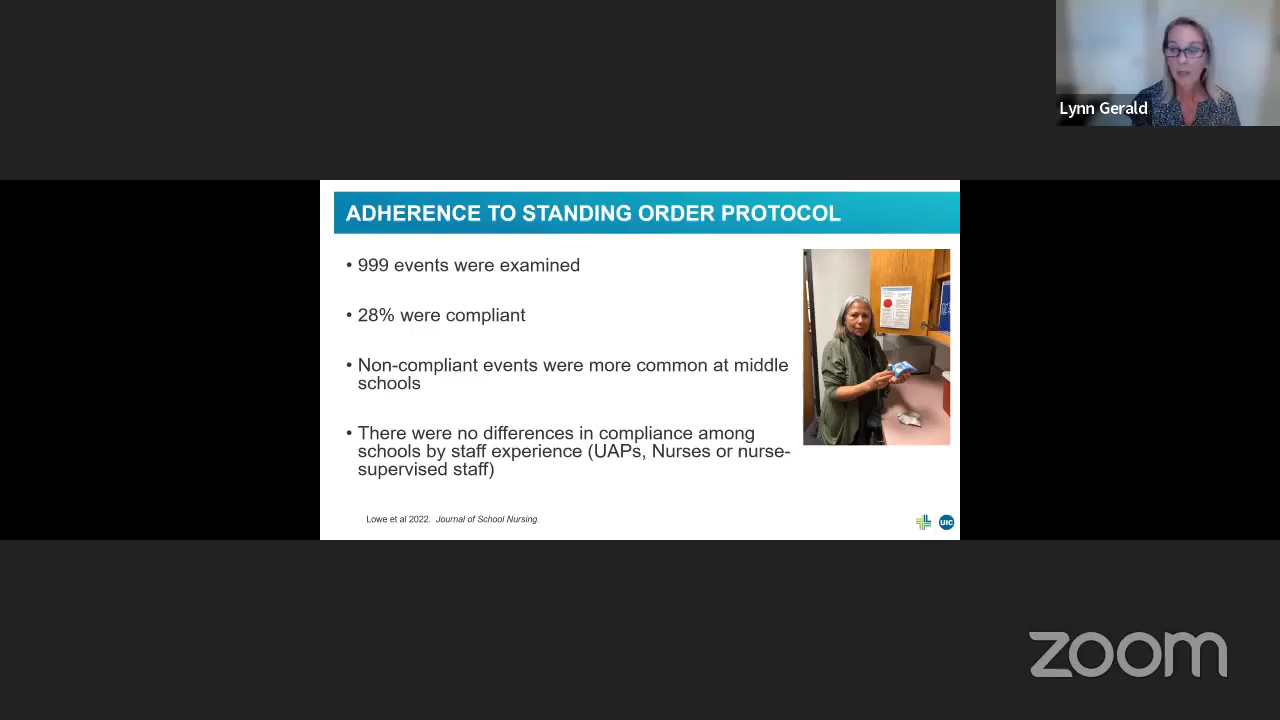 Lynn Gerald
ADHERENCE TO STANDING ORDER PROTOCOL
• 999 events were examined
• 28% were compliant
• Non-compliant events were more common at middle
schools
• There were no differences in compliance among
schools by staff experience (UAPs, Nurses or nurse-
supervised staff)
Lowe et al 2022. Journal of School Nursing.
UIC
zoom